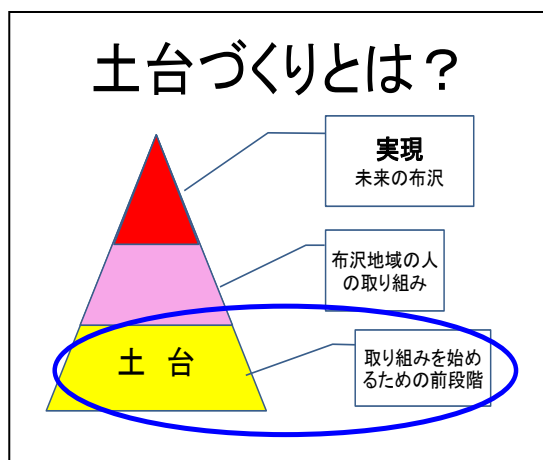 土台づくりとは？
実現
未来の布沢
布沢地域の人
の取り組み
土 台
取り組みを始め
るための前段階